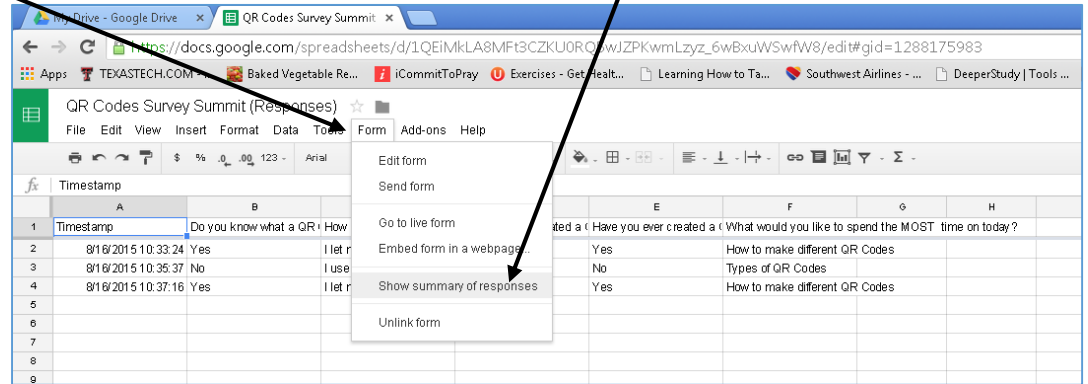 My Drive - Google Drive × QR Codes Survey Summit ×
https://docs.google.com/spreadsheets/d/1QEiMkLA8MFt3CZKU0R wJZPKwmLzyz_6wBxuWSwfW8/edit#gid=1288175983
Apps TEXASTECH.COM Baked Vegetable Re... iCommitToPray Exercises - Get Healt... Learning How to Ta... Southwest Airlines - ... DeeperStudy | Tools ...
QR Codes Survey Summit (Responses)
File Edit View Insert Format Data Tools Form Add-ons Help
$ % .0 .00 123 - Arial
Edit form
Send form
Go to live form
Embed form in a webpage...
Show summary of responses
Unlink form
fx Timestamp
A B E F G H
1 Timestamp Do you know what a QR How ated a ( Have you ever created a ( What would you like to spend the MOST time on today?
2 8/16/2015 10:33:24 Yes I let r Yes How to make different QR Codes
3 8/16/2015 10:35:37 No I use No Types of QR Codes
4 8/16/2015 10:37:16 Yes I let r Yes How to make different QR Codes
5
6
7
8
9